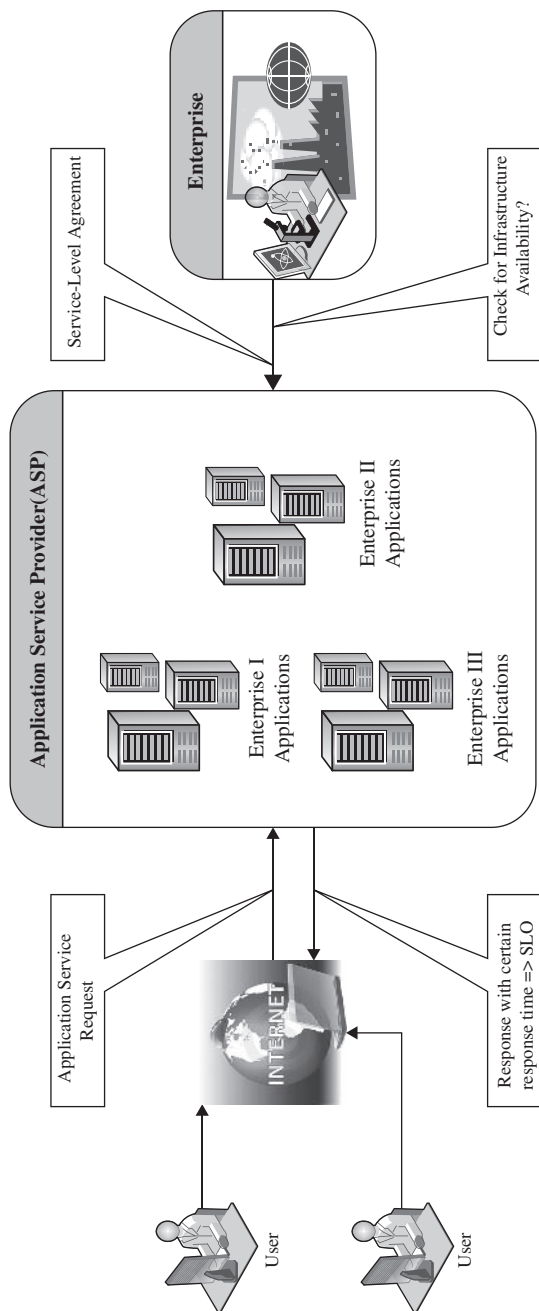 Application Service
Request
Service-Level Agreement
User
INTERNET
Application Service Provider(ASP)
Enterprise I
Applications
Enterprise II
Applications
Enterprise III
Applications
Enterprise
User
Response with certain
response time => SLO
Check for Infrastructure
Availability?